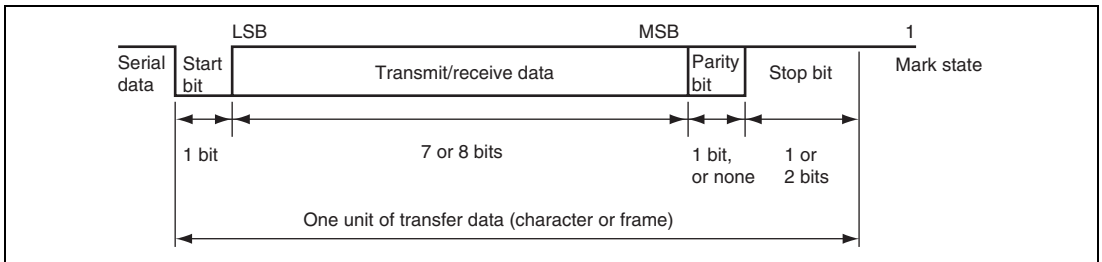 LSB MSB 1
Serial data
Start bit
Transmit/receive data
Parity bit
Stop bit
Mark state
1 bit
7 or 8 bits
1 bit, or none
1 or 2 bits
One unit of transfer data (character or frame)